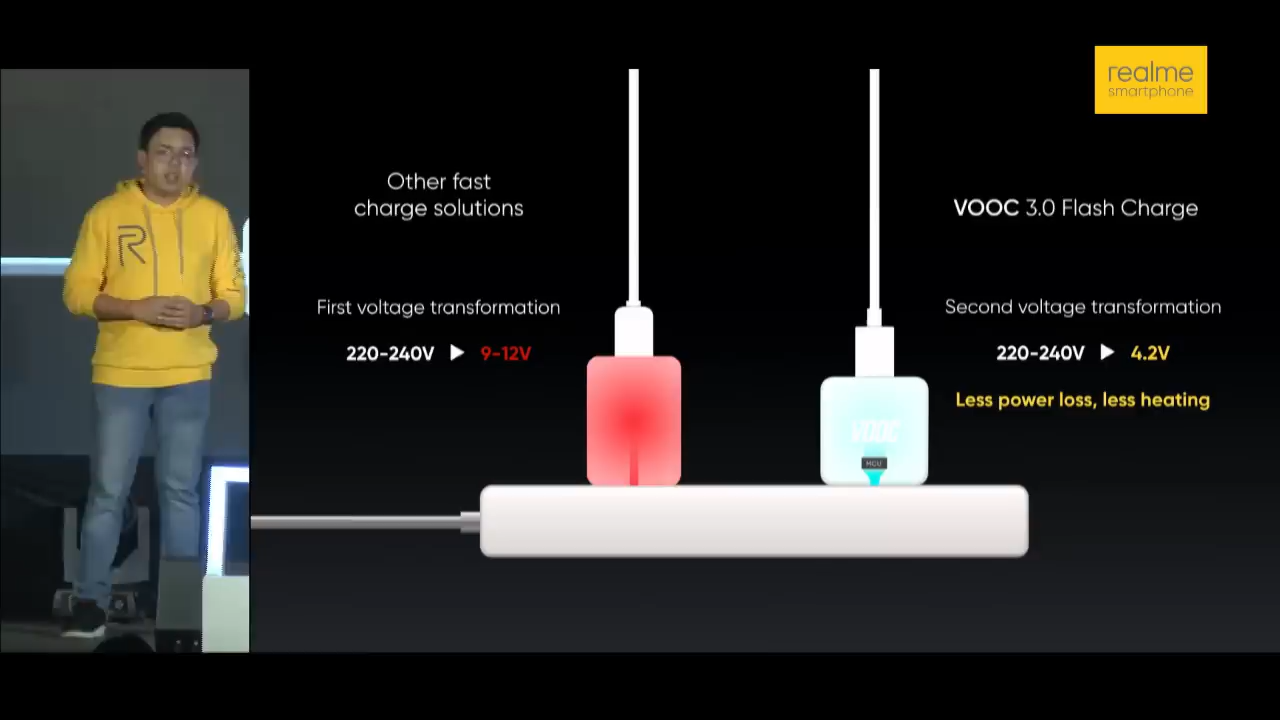 realme
smartphone
Other fast
charge solutions
VOOC 3.0 Flash Charge
First voltage transformation
220-240V ▶ 9-12V
Second voltage transformation
220-240V ▶ 4.2V
Less power loss, less heating
VOOC
MCU
R